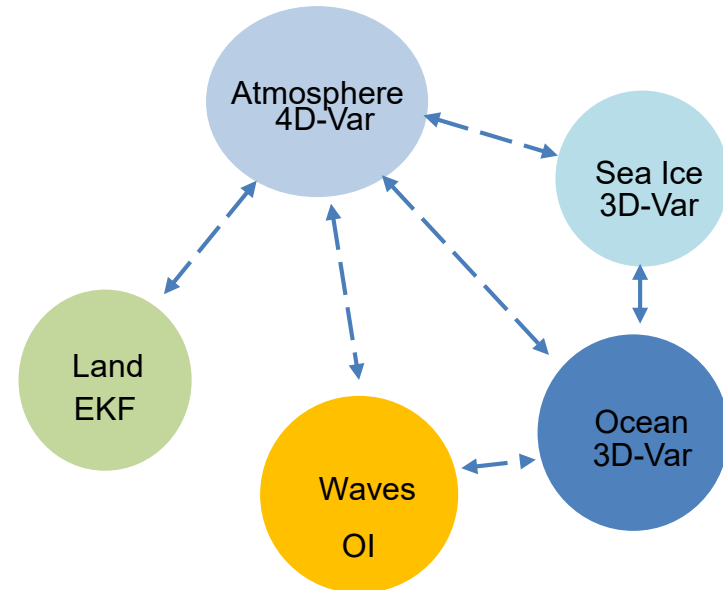 Atmosphere
4D-Var
Sea Ice
3D-Var
Land
EKF
Ocean
3D-Var
Waves
OI